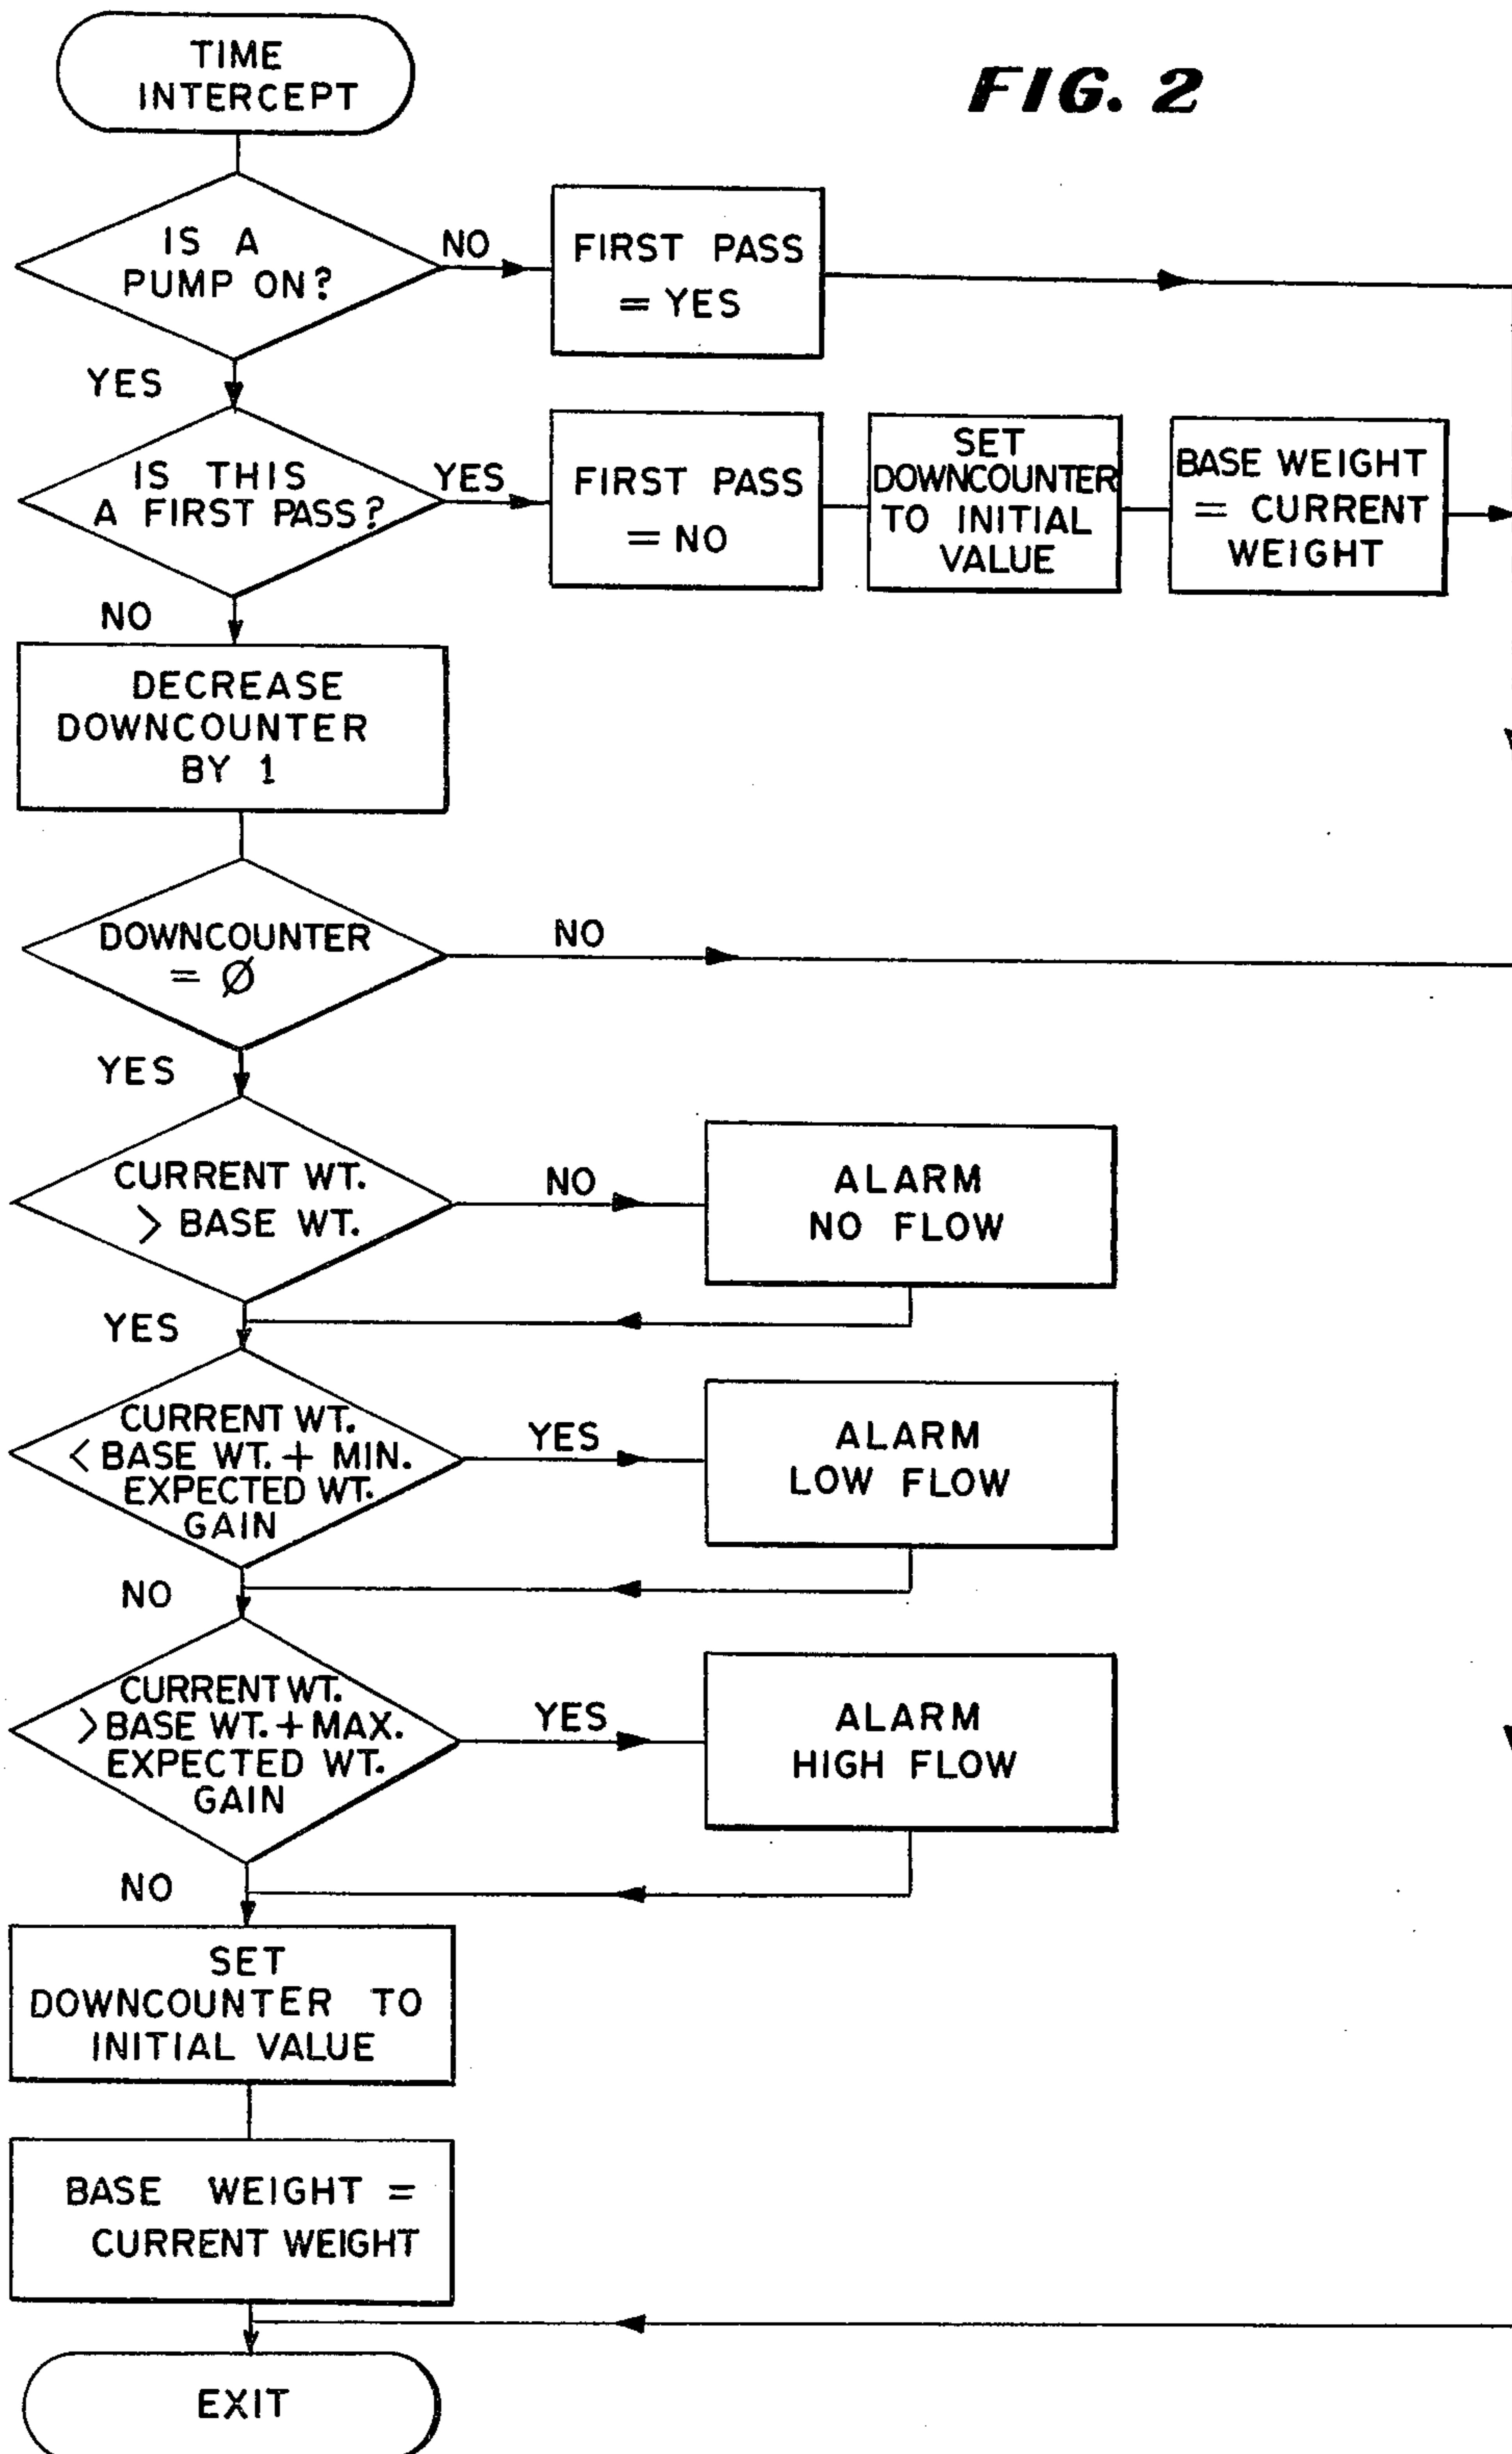 TIME
INTERCEPT
FIG. 2
IS A
PUMP ON?
NO
FIRST PASS
= YES
YES
IS THIS
A FIRST PASS?
YES
FIRST PASS
= NO
SET
DOWNCOUNTER
TO INITIAL
VALUE
BASE WEIGHT
= CURRENT
WEIGHT
NO
DECREASE
DOWNCOUNTER
BY 1
DOWNCOUNTER
= Ø
NO
YES
CURRENT WT.
> BASE WT.
NO
ALARM
NO FLOW
YES
CURRENT WT.
< BASE WT. + MIN.
EXPECTED WT.
GAIN
YES
ALARM
LOW FLOW
NO
CURRENT WT.
> BASE WT. + MAX.
EXPECTED WT.
GAIN
YES
ALARM
HIGH FLOW
NO
SET
DOWNCOUNTER TO
INITIAL VALUE
BASE WEIGHT =
CURRENT WEIGHT
EXIT